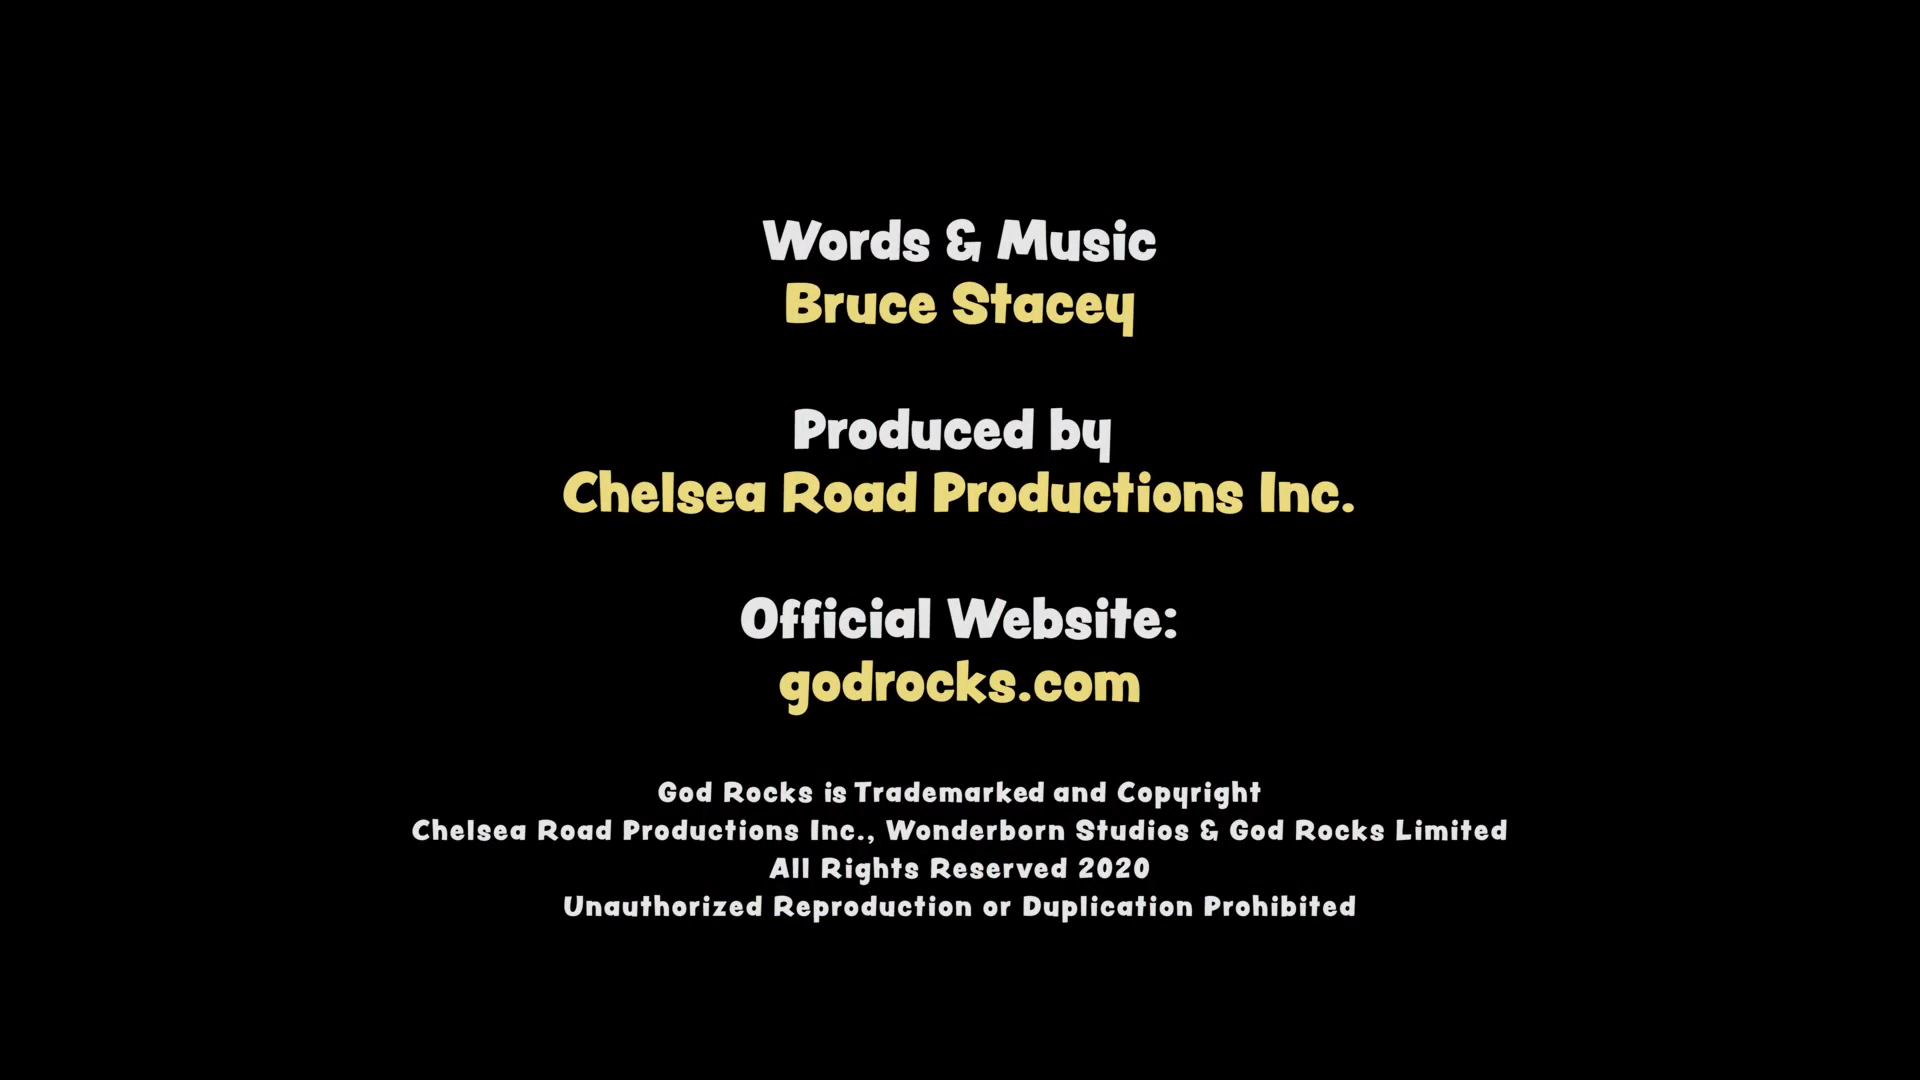 Words & Music
Bruce Stacey
Produced by
Chelsea Road Productions Inc.
Official Website:
godrocks.com
God Rocks is Trademarked and Copyright
Chelsea Road Productions Inc., Wonderborn Studios & God Rocks Limited
All Rights Reserved 2020
Unauthorized Reproduction or Duplication Prohibited